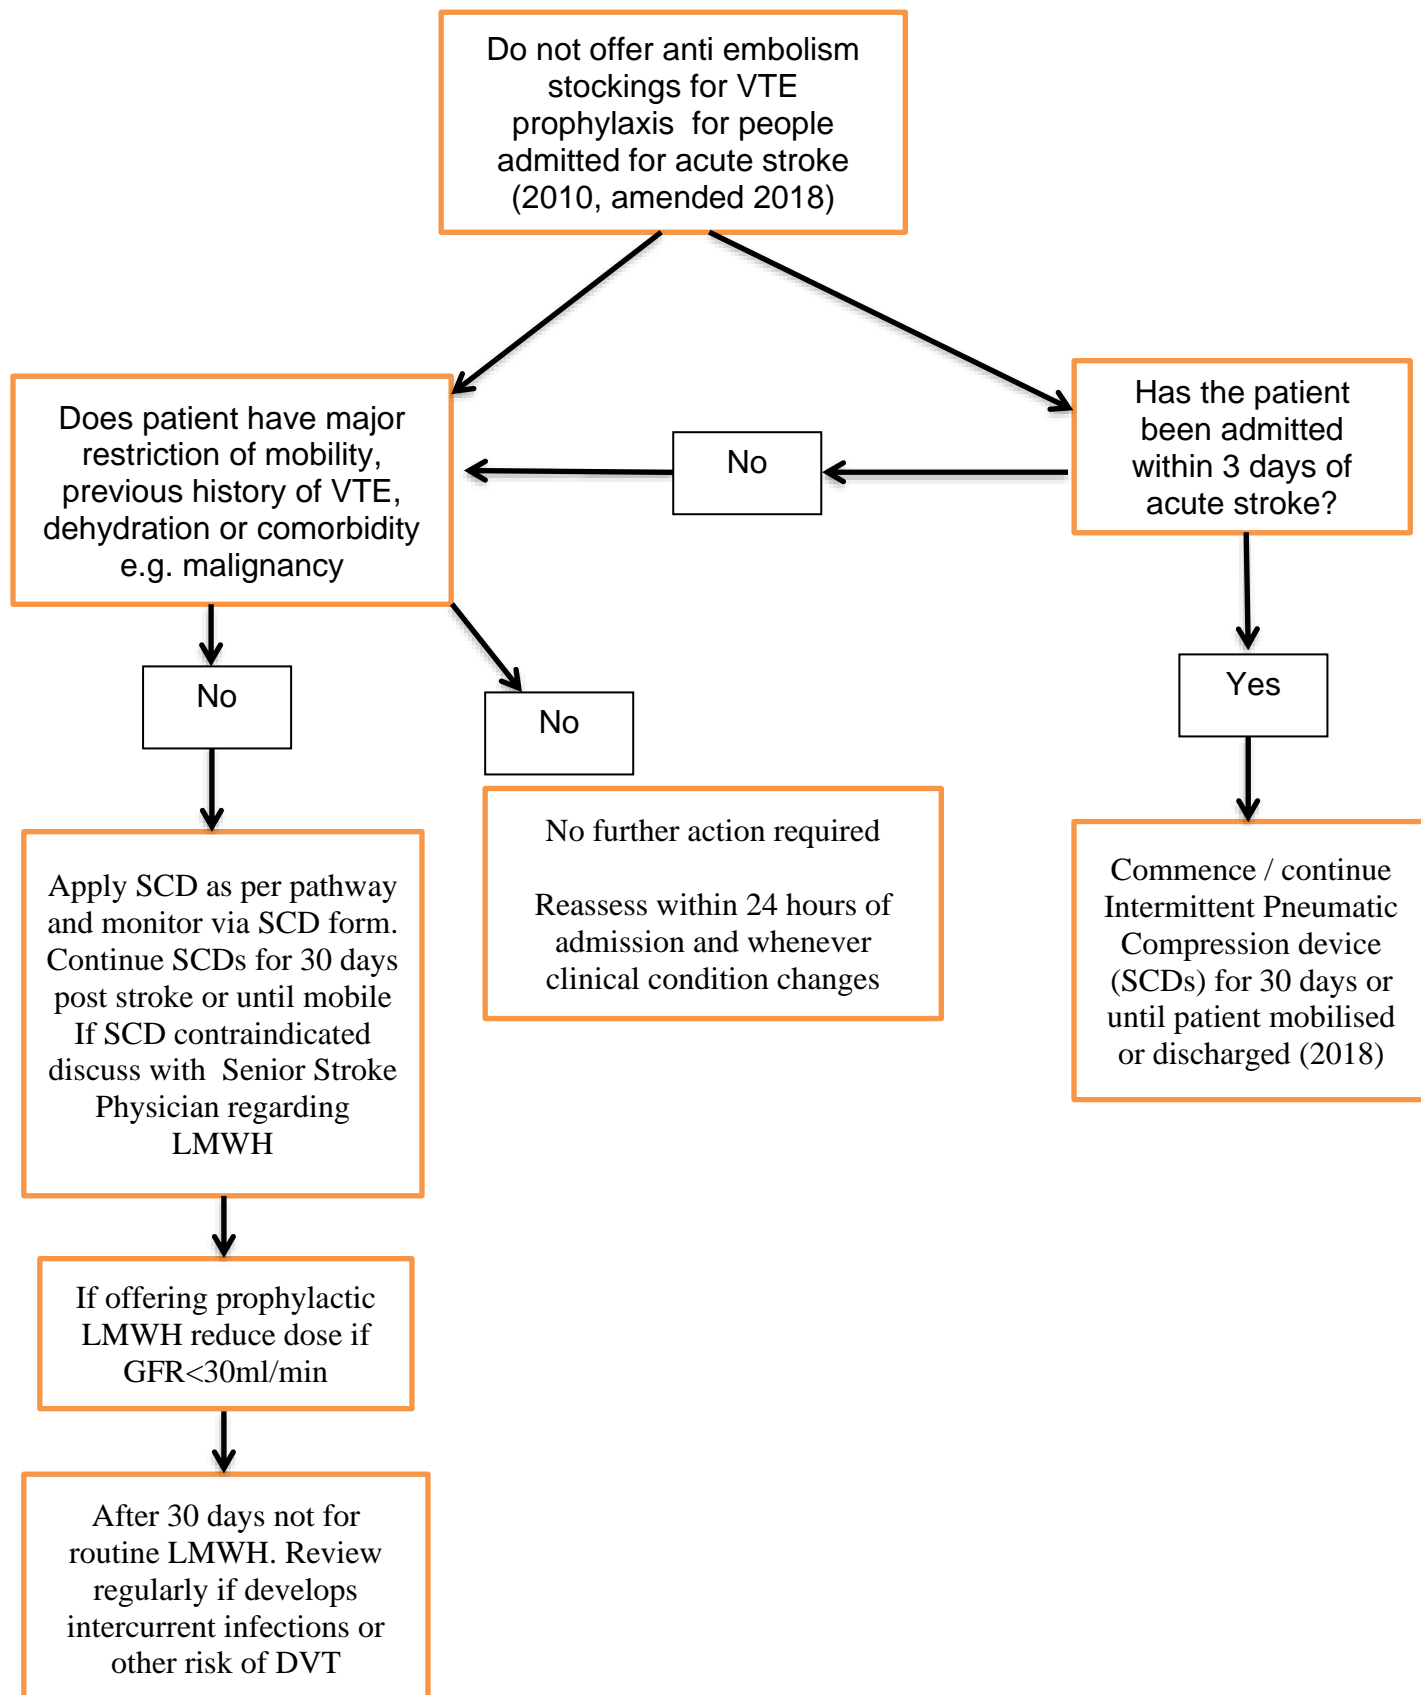 Do not offer anti embolism
stockings for VTE
prophylaxis for people
admitted for acute stroke
(2010, amended 2018)
Does patient have major
restriction of mobility,
previous history of VTE,
dehydration or comorbidity
e.g. malignancy
No
Has the patient
been admitted
within 3 days of
acute stroke?
No
No
Yes
Apply SCD as per pathway
and monitor via SCD form.
Continue SCDs for 30 days
post stroke or until mobile
If SCD contraindicated
discuss with Senior Stroke
Physician regarding
LMWH
No further action required
Reassess within 24 hours of
admission and whenever
clinical condition changes
Commence / continue
Intermittent Pneumatic
Compression device
(SCDs) for 30 days or
until patient mobilised
or discharged (2018)
If offering prophylactic
LMWH reduce dose if
GFR<30ml/min
After 30 days not for
routine LMWH. Review
regularly if develops
intercurrent infections or
other risk of DVT